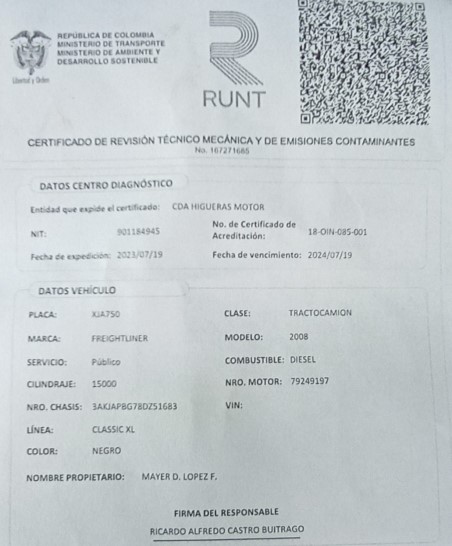 REPÚBLICA DE COLOMBIA
MINISTERIO DE TRANSPORTE
MINISTERIO DE AMBIENTE Y
DESARROLLO SOSTENIBLE
Libertad y Orden
RUNT
CERTIFICADO DE REVISIÓN TÉCNICO MECÁNICA Y DE EMISIONES CONTAMINANTES
No. 167271665
DATOS CENTRO DIAGNÓSTICO
Entidad que expide el certificado: CDA HIGUERAS MOTOR
NIT: 901184945 No. de Certificado de Acreditación: 18-OIN-085-001
Fecha de expedición: 2023/07/19 Fecha de vencimiento: 2024/07/19
DATOS VEHÍCULO
PLACA: XJA750 CLASE: TRACTOCAMION
MARCA: FREIGHTLINER MODELO: 2008
SERVICIO: Público COMBUSTIBLE: DIESEL
CILINDRAJE: 15000 NRO. MOTOR: 79249197
NRO. CHASIS: 3AKJAPBG78DZ51683 VIN:
LÍNEA: CLASSIC XL
COLOR: NEGRO
NOMBRE PROPIETARIO: MAYER D. LOPEZ F.
FIRMA DEL RESPONSABLE
RICARDO ALFREDO CASTRO BUITRAGO